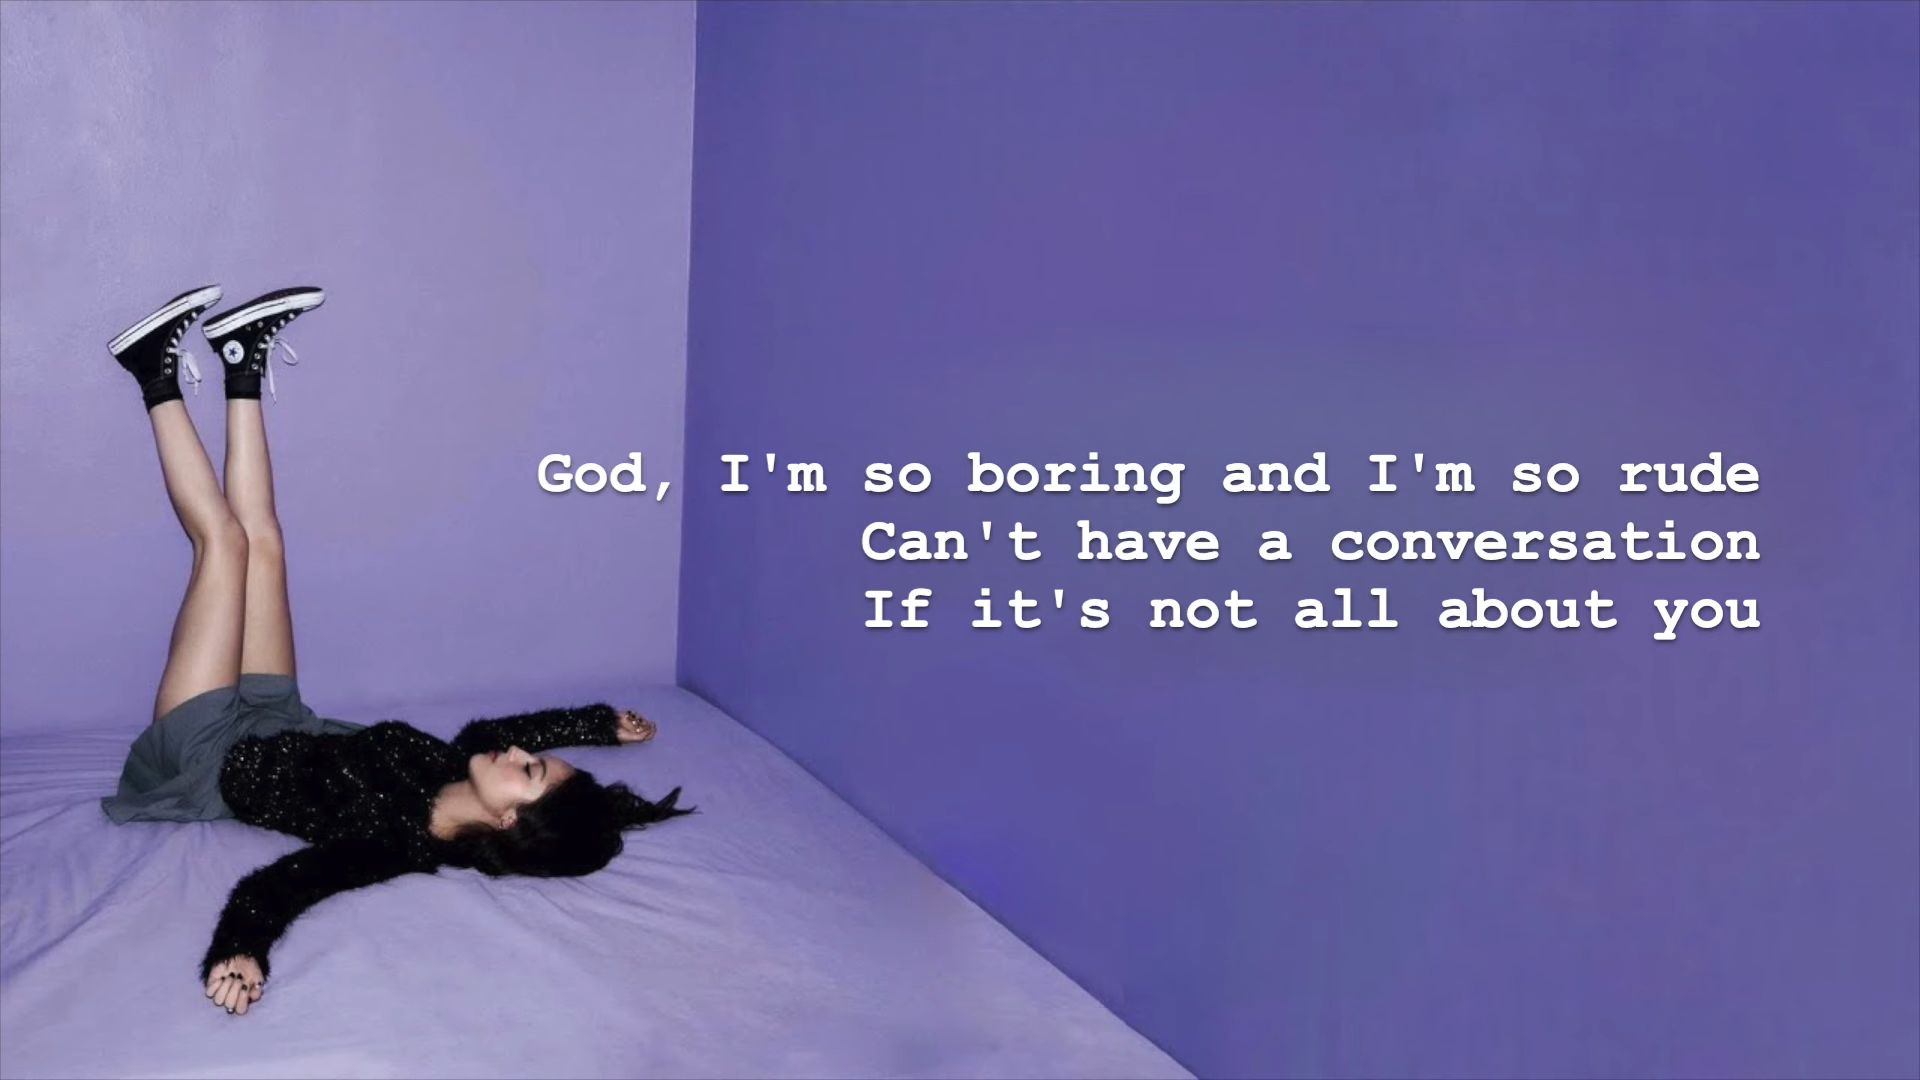 God, I'm so boring and I'm so rude
Can't have a conversation
If it's not all about you